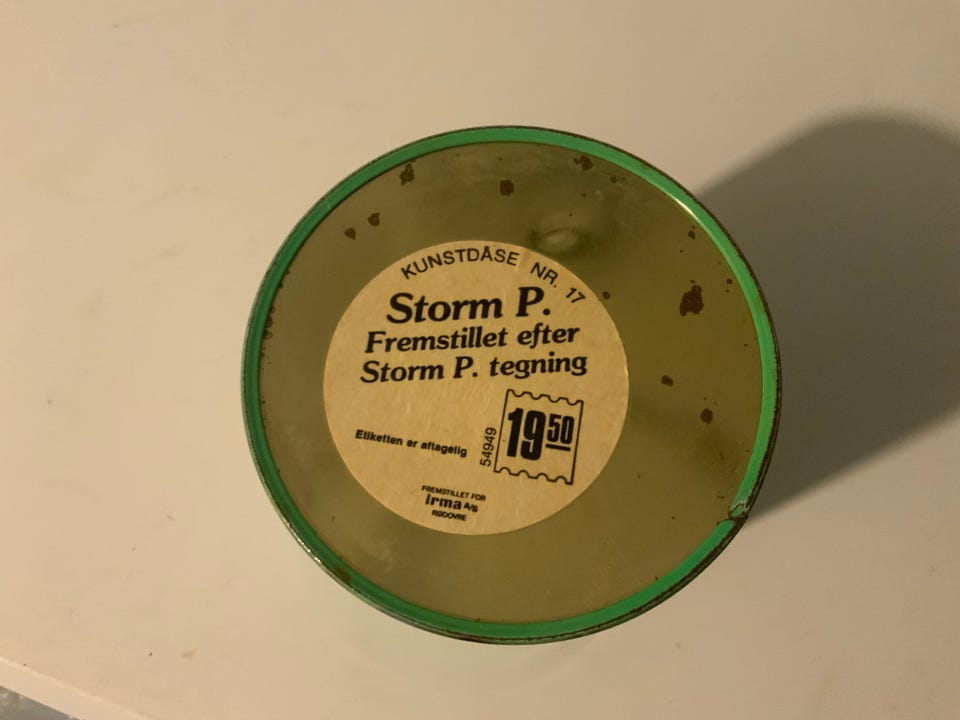 KUNSTDÅSE NR. 17
Storm P.
Fremstillet efter
Storm P. tegning
19 50
Etiketten er aftagelig
54949
FREMSTILLET FOR
Irma A/S
RØDOVRE